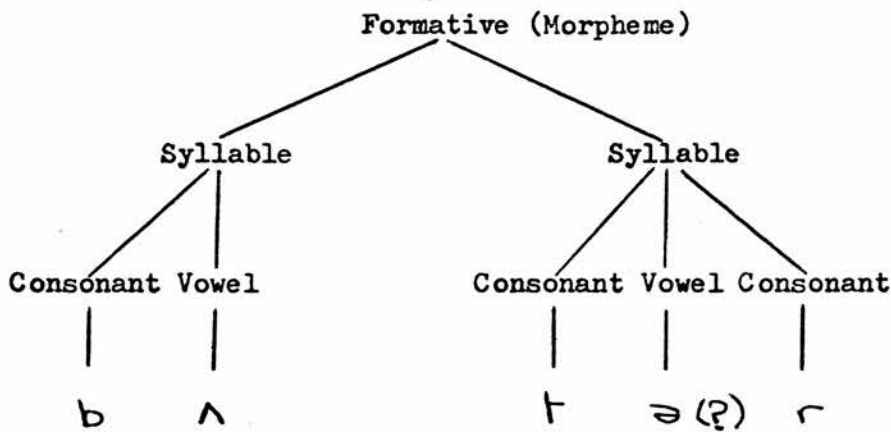 Formative (Morpheme)
Syllable Syllable
Consonant Vowel Consonant Vowel Consonant
b ʌ t ə (?) r